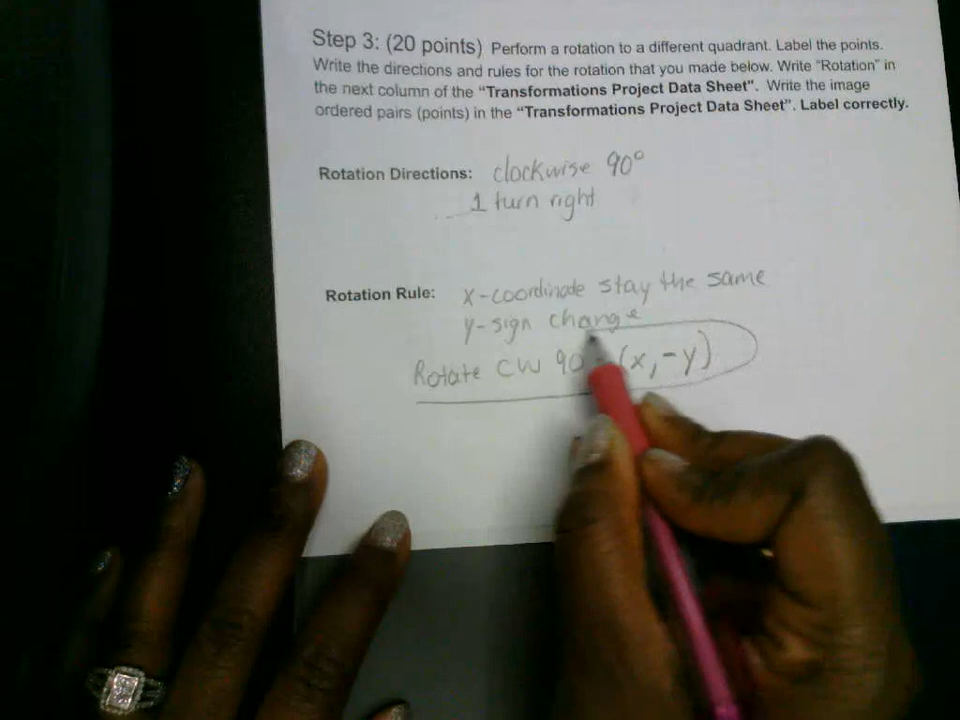 Step 3: (20 points) Perform a rotation to a different quadrant. Label the points.
Write the directions and rules for the rotation that you made below. Write "Rotation" in
the next column of the "Transformations Project Data Sheet". Write the image
ordered pairs (points) in the "Transformations Project Data Sheet". Label correctly.
Rotation Directions: clockwise 90°
1 turn right
Rotation Rule: x-coordinate stay the same
y-sign change
Rotate CW 90 (x,-y)